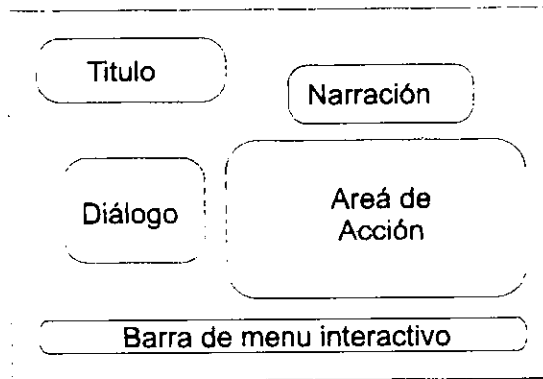 Titulo
Narración
Diálogo
Areá de
Acción
Barra de menu interactivo